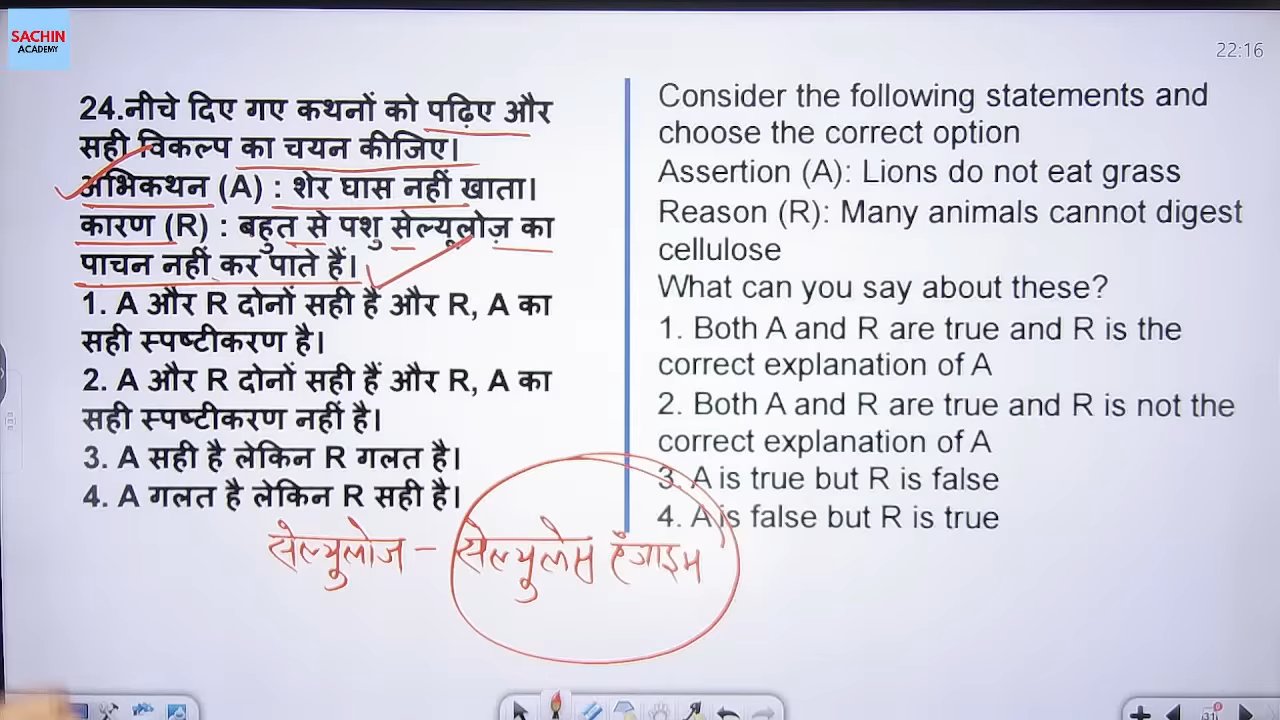 SACHIN
ACADEMY
22:16
24.नीचे दिए गए कथनों को पढ़िए और
सही विकल्प का चयन कीजिए।
अभिकथन (A) : शेर घास नहीं खाता।
कारण (R) : बहुत से पशु सेल्यूलोज़ का
पाचन नहीं कर पाते हैं।
1. A और R दोनों सही है और R, A का
सही स्पष्टीकरण है।
2. A और R दोनों सही हैं और R, A का
सही स्पष्टीकरण नहीं है।
3. A सही है लेकिन R गलत है।
4. A गलत है लेकिन R सही है।
Consider the following statements and
choose the correct option
Assertion (A): Lions do not eat grass
Reason (R): Many animals cannot digest
cellulose
What can you say about these?
1. Both A and R are true and R is the
correct explanation of A
2. Both A and R are true and R is not the
correct explanation of A
3. A is true but R is false
4. A is false but R is true
सेल्युलोज – सेल्युलेस एंजाइम
31